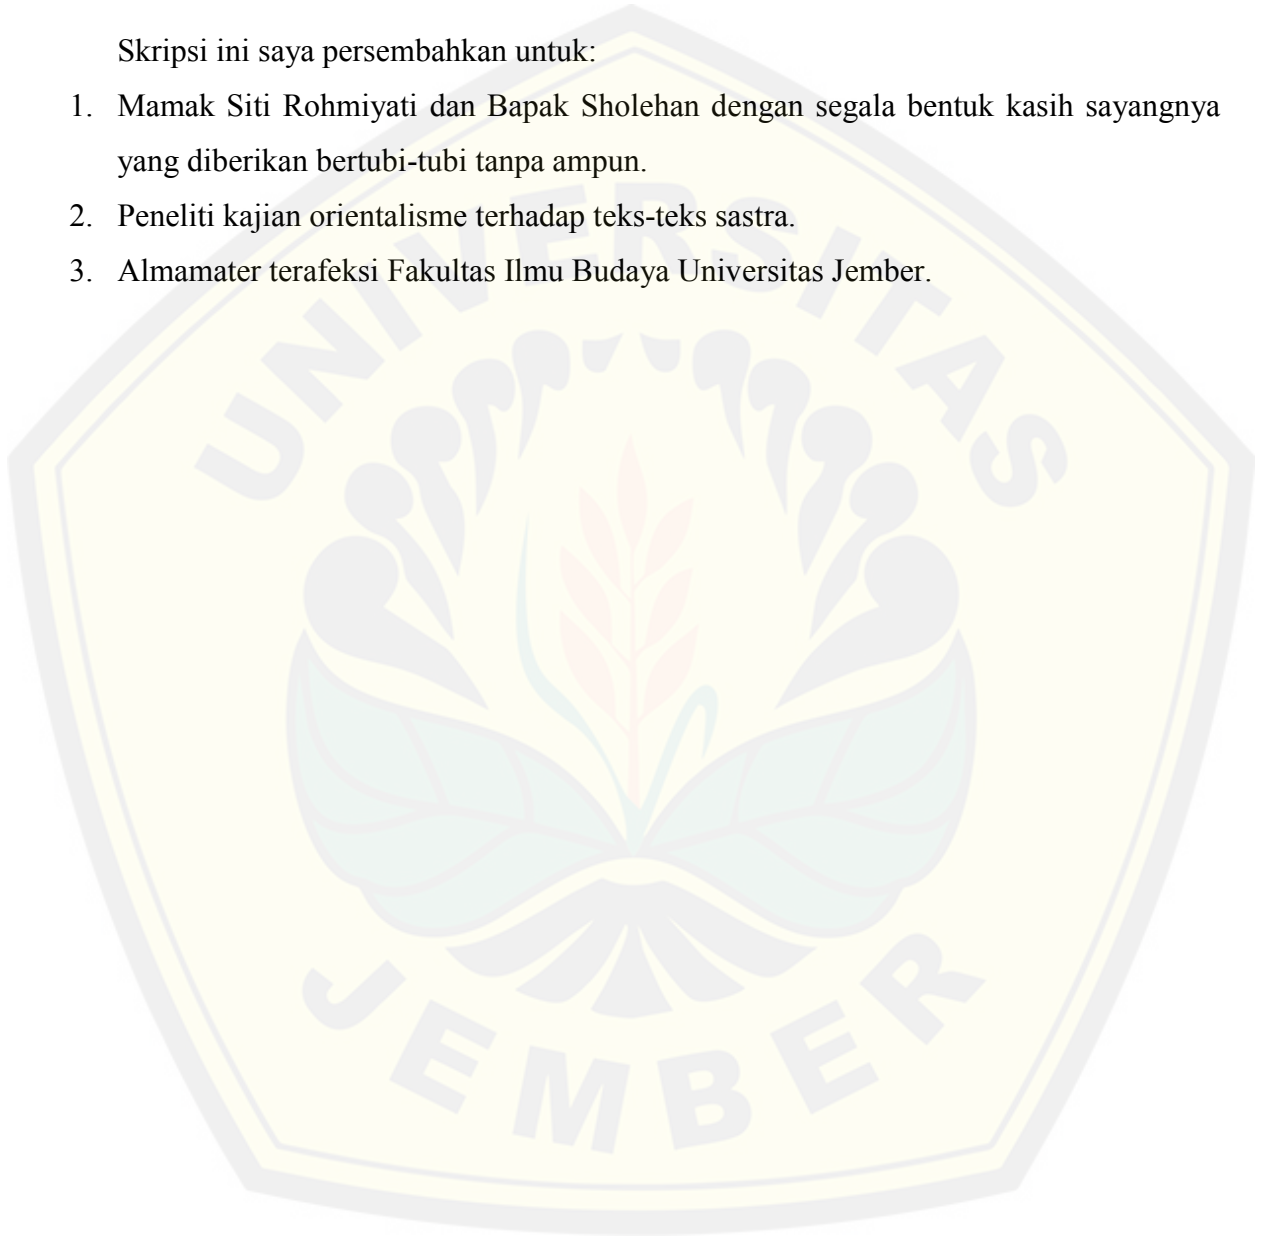 Skripsi ini saya persembahkan untuk:
1. Mamak Siti Rohmiyati dan Bapak Sholehan dengan segala bentuk kasih sayangnya
yang diberikan bertubi-tubi tanpa ampun.
2. Peneliti kajian orientalisme terhadap teks-teks sastra.
3. Almamater terafeksi Fakultas Ilmu Budaya Universitas Jember.
UNIVERSITAS
JEMBER